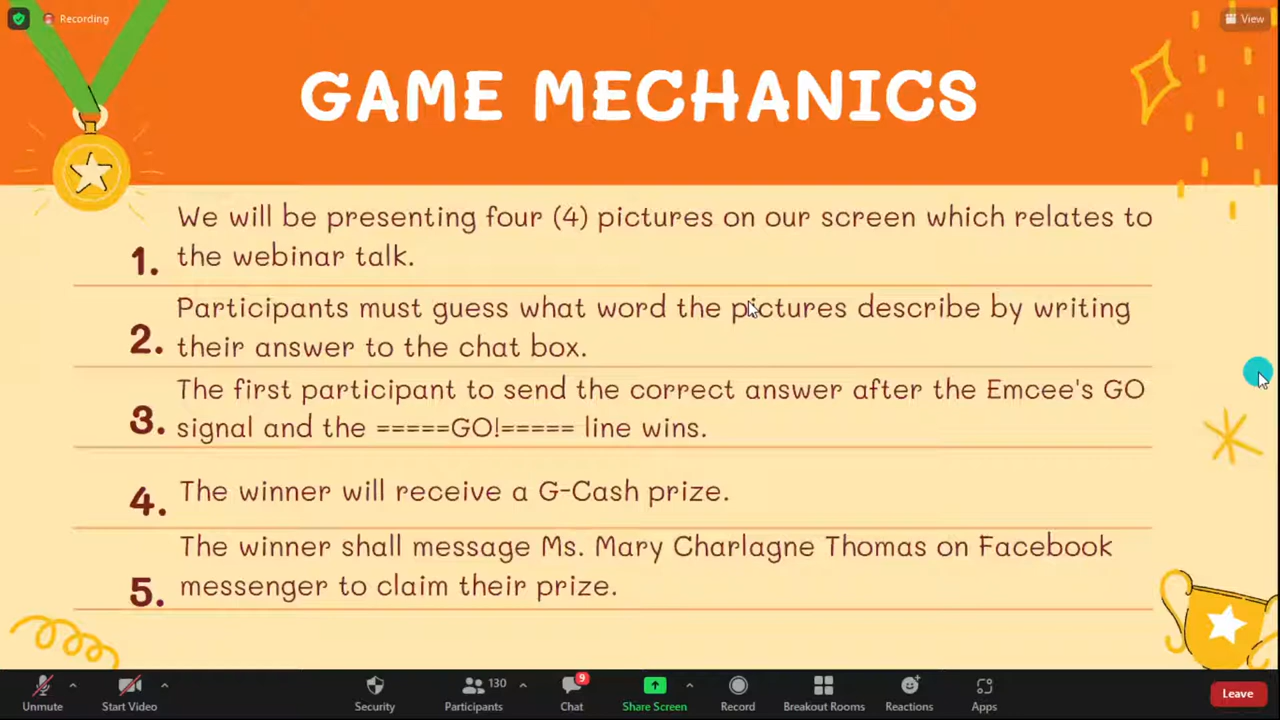 Recording
View
GAME MECHANICS
1. We will be presenting four (4) pictures on our screen which relates to
the webinar talk.
2. Participants must guess what word the pictures describe by writing
their answer to the chat box.
3. The first participant to send the correct answer after the Emcee's GO
signal and the =====GO!===== line wins.
4. The winner will receive a G-Cash prize.
5. The winner shall message Ms. Mary Charlagne Thomas on Facebook
messenger to claim their prize.
130
9
Unmute
Start Video
Security
Participants
Chat
Share Screen
Record
Breakout Rooms
Reactions
Apps
Leave